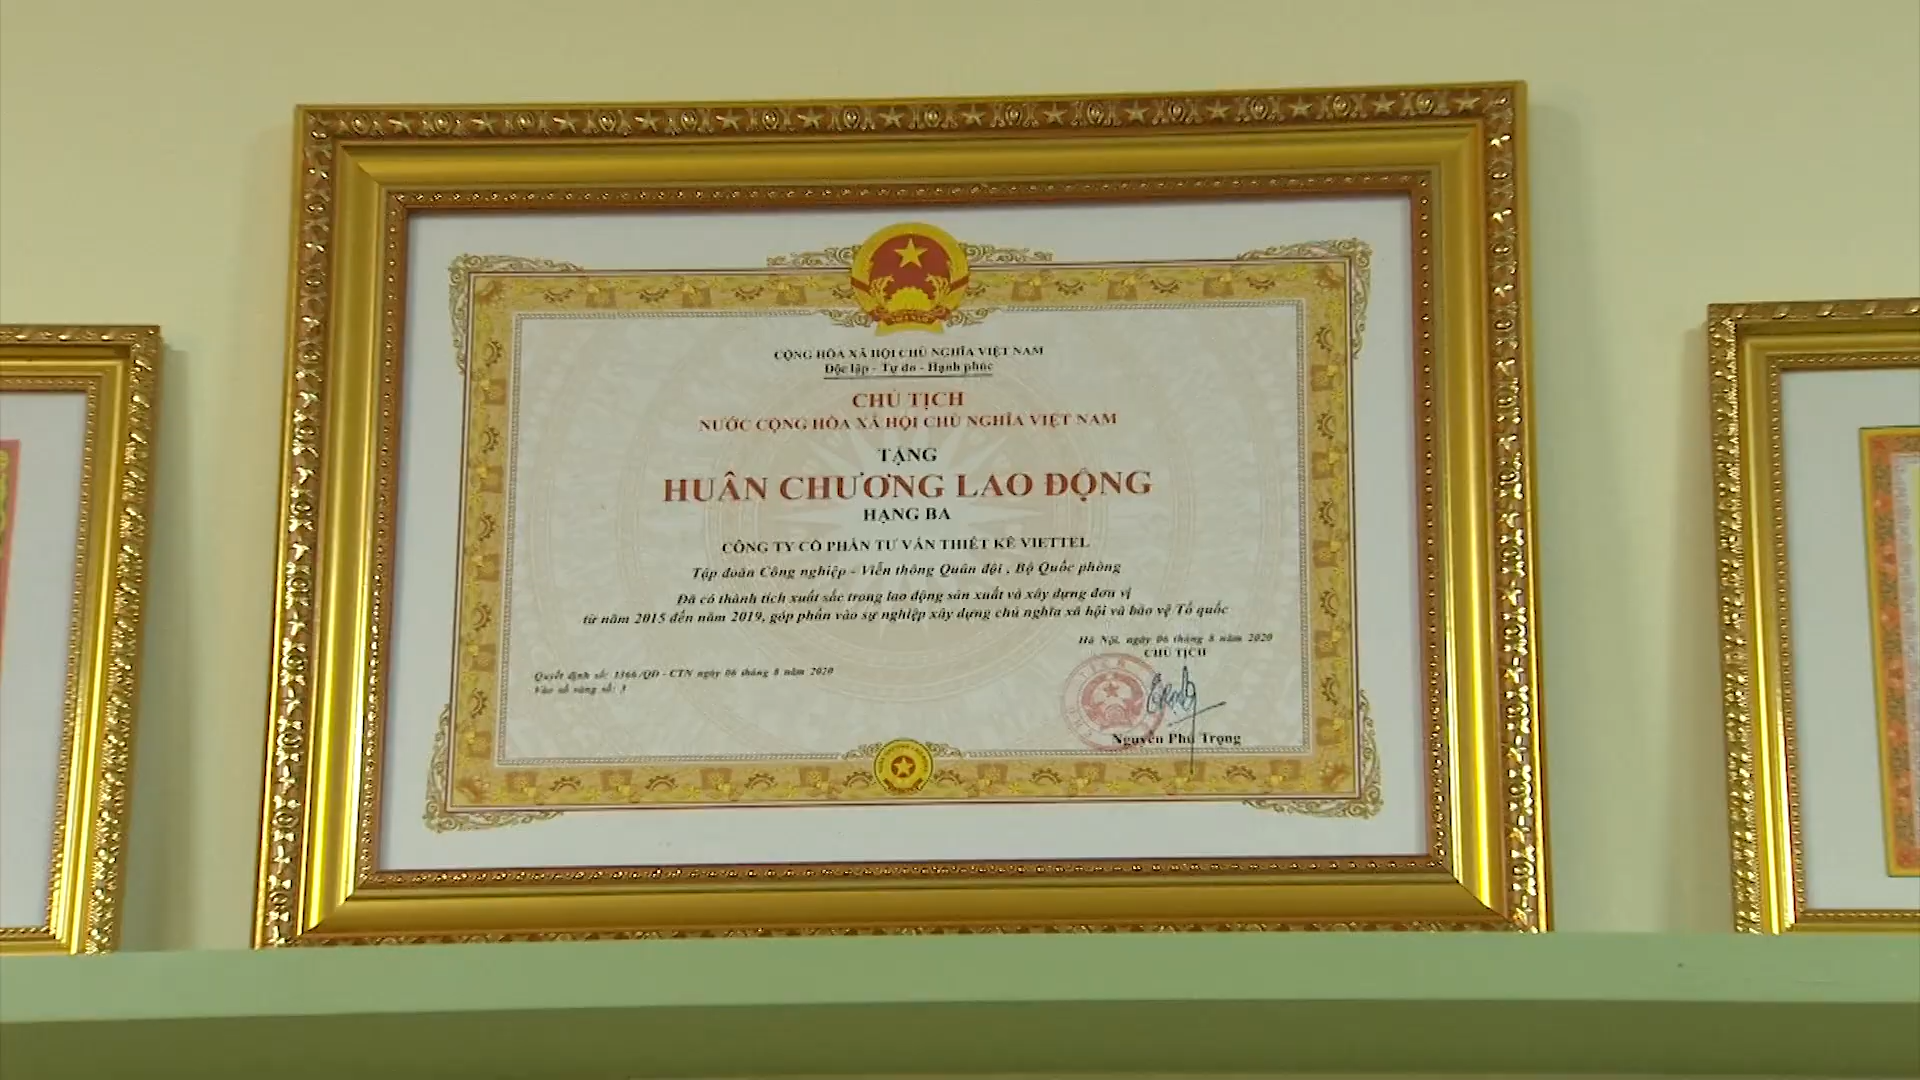 CỘNG HÒA XÃ HỘI CHỦ NGHĨA VIỆT NAM
Độc lập - Tự do - Hạnh phúc
CHỦ TỊCH
NƯỚC CỘNG HÒA XÃ HỘI CHỦ NGHĨA VIỆT NAM
TẶNG
HUÂN CHƯƠNG LAO ĐỘNG
HẠNG BA
CÔNG TY CỔ PHẦN TƯ VẤN THIẾT KẾ VIETTEL
Tập đoàn Công nghiệp - Viễn thông Quân đội , Bộ Quốc phòng
Đã có thành tích xuất sắc trong lao động sản xuất và xây dựng đơn vị
từ năm 2015 đến năm 2019, góp phần vào sự nghiệp xây dựng chủ nghĩa xã hội và bảo vệ Tổ quốc
Hà Nội, ngày 06 tháng 8 năm 2020
CHỦ TỊCH
Quyết định số: 1366/QĐ - CTN ngày 06 tháng 8 năm 2020
Vào sổ vàng số: 3
Nguyễn Phú Trọng